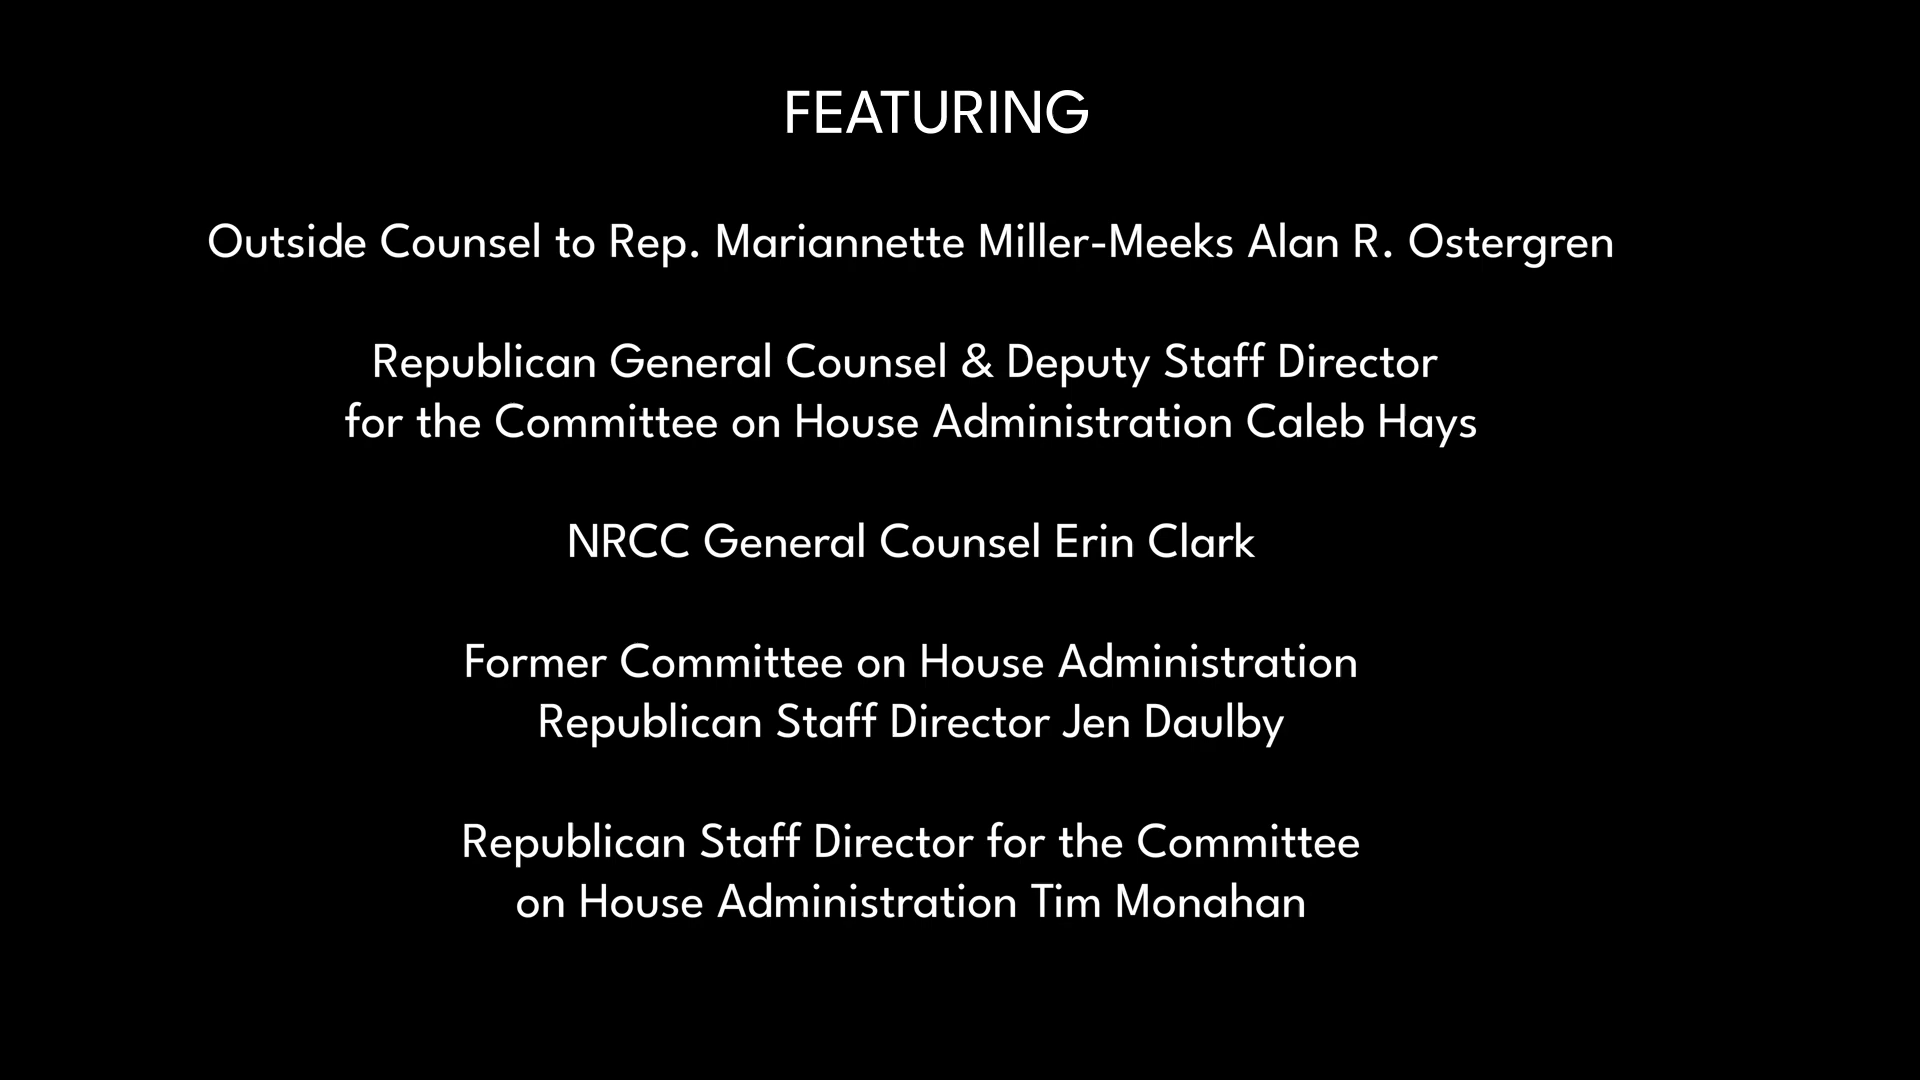 FEATURING
Outside Counsel to Rep. Mariannette Miller-Meeks Alan R. Ostergren
Republican General Counsel & Deputy Staff Director
for the Committee on House Administration Caleb Hays
NRCC General Counsel Erin Clark
Former Committee on House Administration
Republican Staff Director Jen Daulby
Republican Staff Director for the Committee
on House Administration Tim Monahan